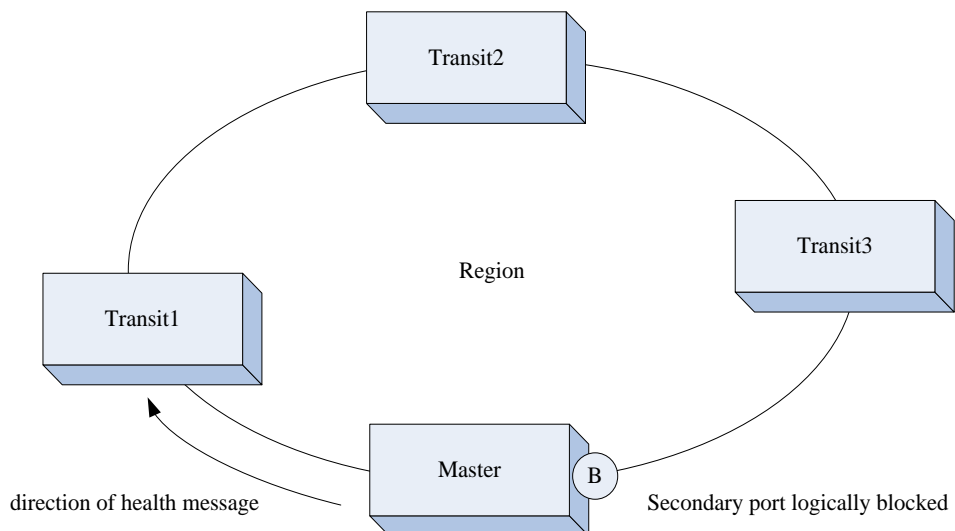 Transit2
Transit3
Region
Transit1
Master
B
direction of health message
Secondary port logically blocked